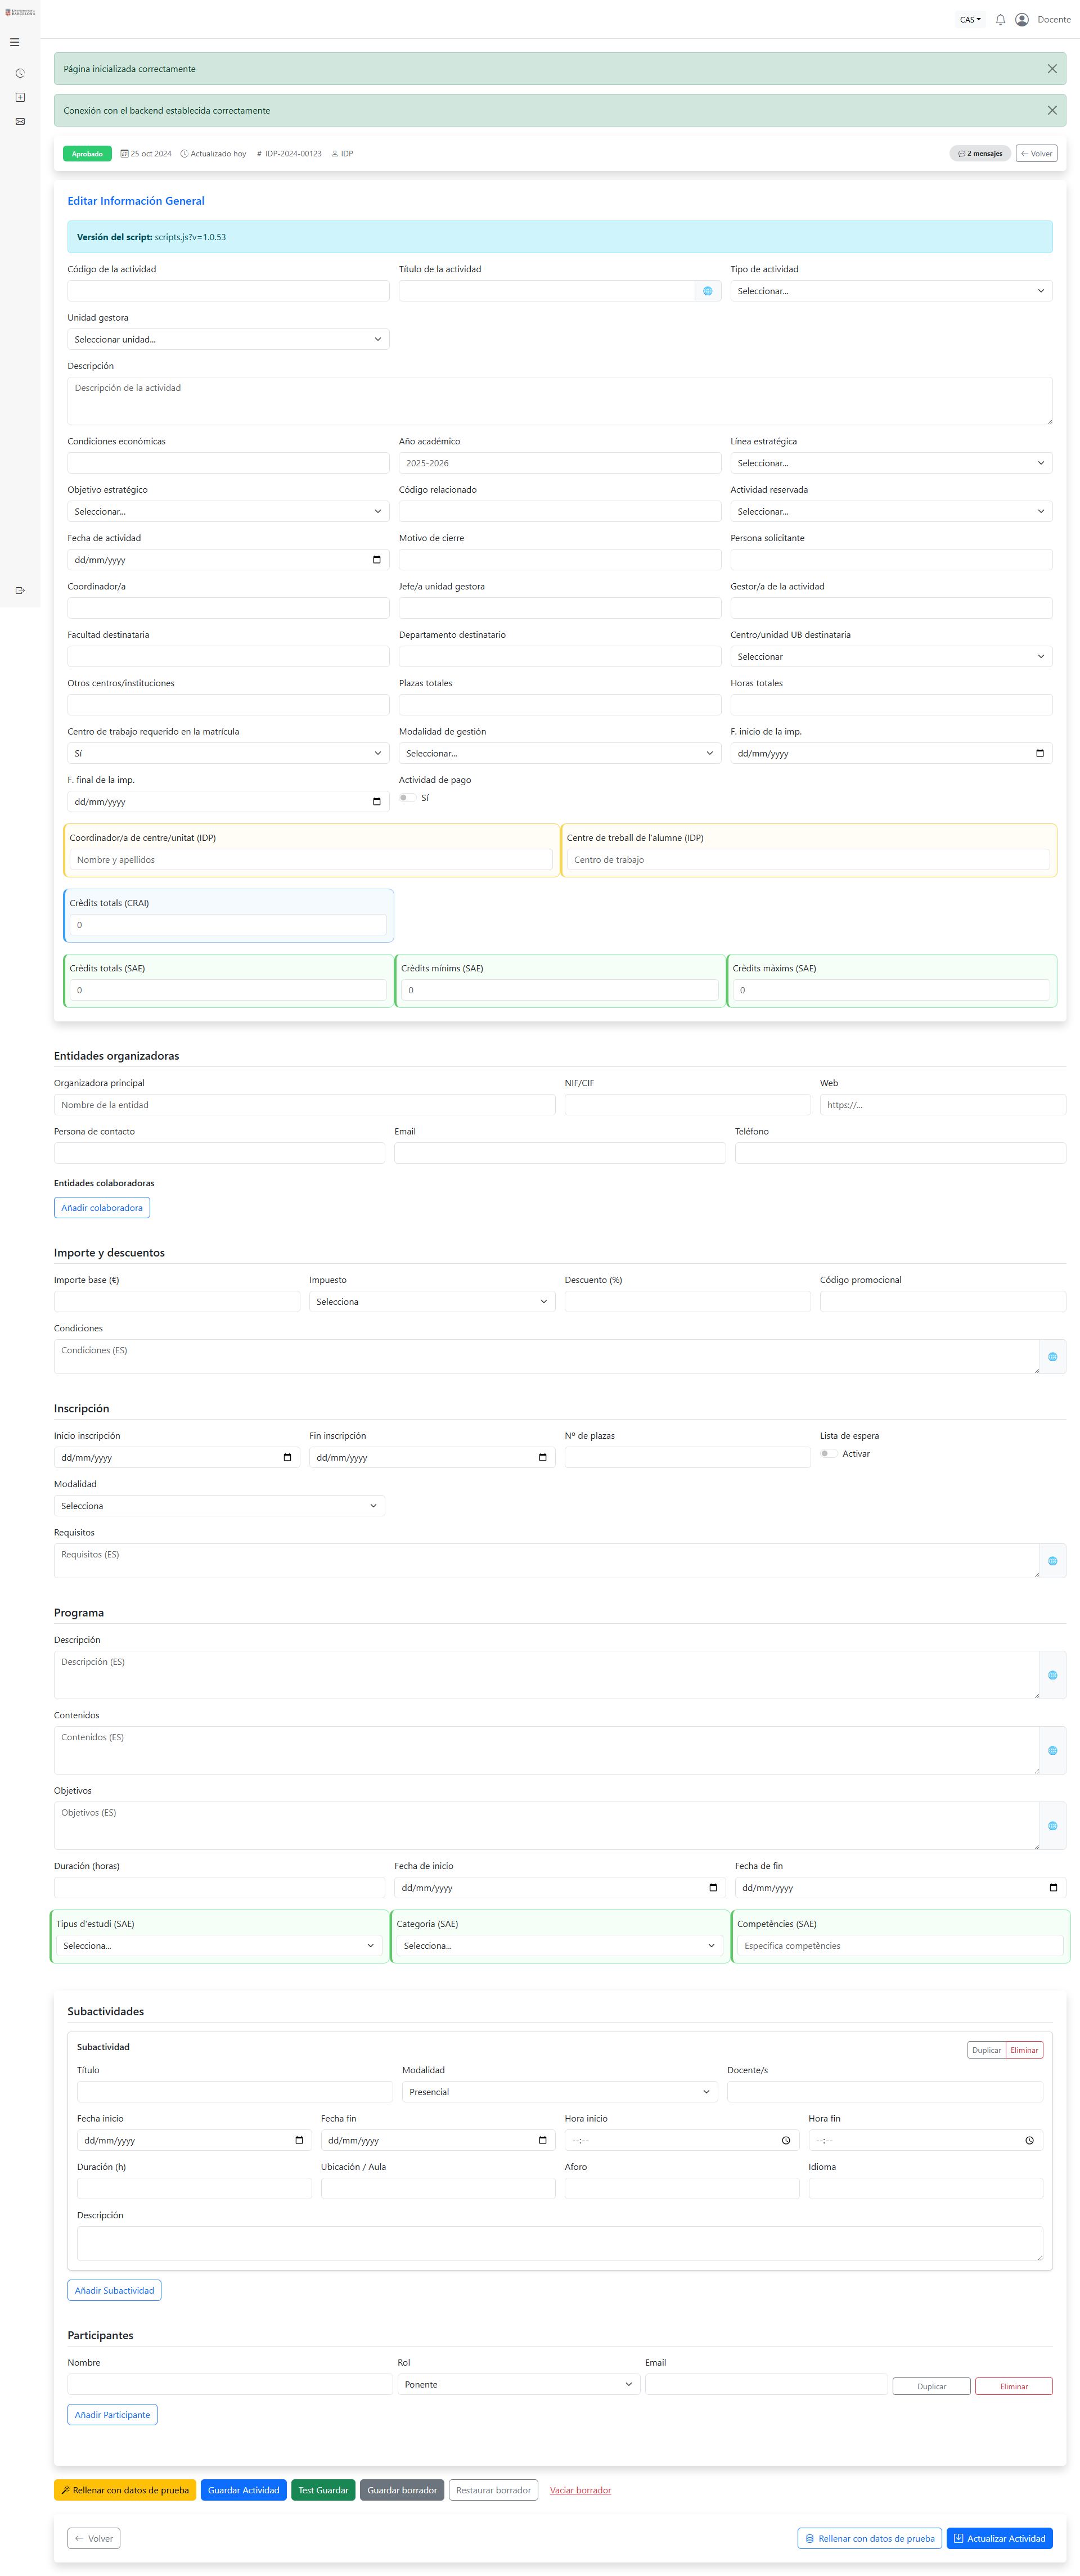 UNIVERSITAT DE
BARCELONA
CAS
Docente
Página inicializada correctamente
Conexión con el backend establecida correctamente
Aprobado 25 oct 2024 Actualizado hoy # IDP-2024-00123 IDP 2 mensajes ← Volver
Editar Información General
Versión del script: scripts.js?v=1.0.53
Código de la actividad Título de la actividad Tipo de actividad
Seleccionar...
Unidad gestora
Seleccionar unidad...
Descripción
Descripción de la actividad
Condiciones económicas Año académico Línea estratégica
2025-2026 Seleccionar...
Objetivo estratégico Código relacionado Actividad reservada
Seleccionar... Seleccionar...
Fecha de actividad Motivo de cierre Persona solicitante
dd/mm/yyyy
Coordinador/a Jefe/a unidad gestora Gestor/a de la actividad
Facultad destinataria Departamento destinatario Centro/unidad UB destinataria
Seleccionar
Otros centros/instituciones Plazas totales Horas totales
Centro de trabajo requerido en la matrícula Modalidad de gestión F. inicio de la imp.
Sí Seleccionar... dd/mm/yyyy
F. final de la imp. Actividad de pago
dd/mm/yyyy Sí
Coordinador/a de centre/unitat (IDP) Centre de treball de l'alumne (IDP)
Nombre y apellidos Centro de trabajo
Crèdits totals (CRAI)
0
Crèdits totals (SAE) Crèdits mínims (SAE) Crèdits màxims (SAE)
0 0 0
Entidades organizadoras
Organizadora principal NIF/CIF Web
Nombre de la entidad https://...
Persona de contacto Email Teléfono
Entidades colaboradoras
Añadir colaboradora
Importe y descuentos
Importe base (€) Impuesto Descuento (%) Código promocional
Selecciona
Condiciones
Condiciones (ES)
Inscripción
Inicio inscripción Fin inscripción Nº de plazas Lista de espera
dd/mm/yyyy dd/mm/yyyy Activar
Modalidad
Selecciona
Requisitos
Requisitos (ES)
Programa
Descripción
Descripción (ES)
Contenidos
Contenidos (ES)
Objetivos
Objetivos (ES)
Duración (horas) Fecha de inicio Fecha de fin
dd/mm/yyyy dd/mm/yyyy
Tipus d'estudi (SAE) Categoria (SAE) Competències (SAE)
Selecciona... Selecciona... Especifica competències
Subactividades
Subactividad Duplicar Eliminar
Título Modalidad Docente/s
Presencial
Fecha inicio Fecha fin Hora inicio Hora fin
dd/mm/yyyy dd/mm/yyyy --:-- --:--
Duración (h) Ubicación / Aula Aforo Idioma
Descripción
Añadir Subactividad
Participantes
Nombre Rol Email
Ponente Duplicar Eliminar
Añadir Participante
Rellenar con datos de prueba Guardar Actividad Test Guardar Guardar borrador Restaurar borrador Vaciar borrador
← Volver Rellenar con datos de prueba Actualizar Actividad